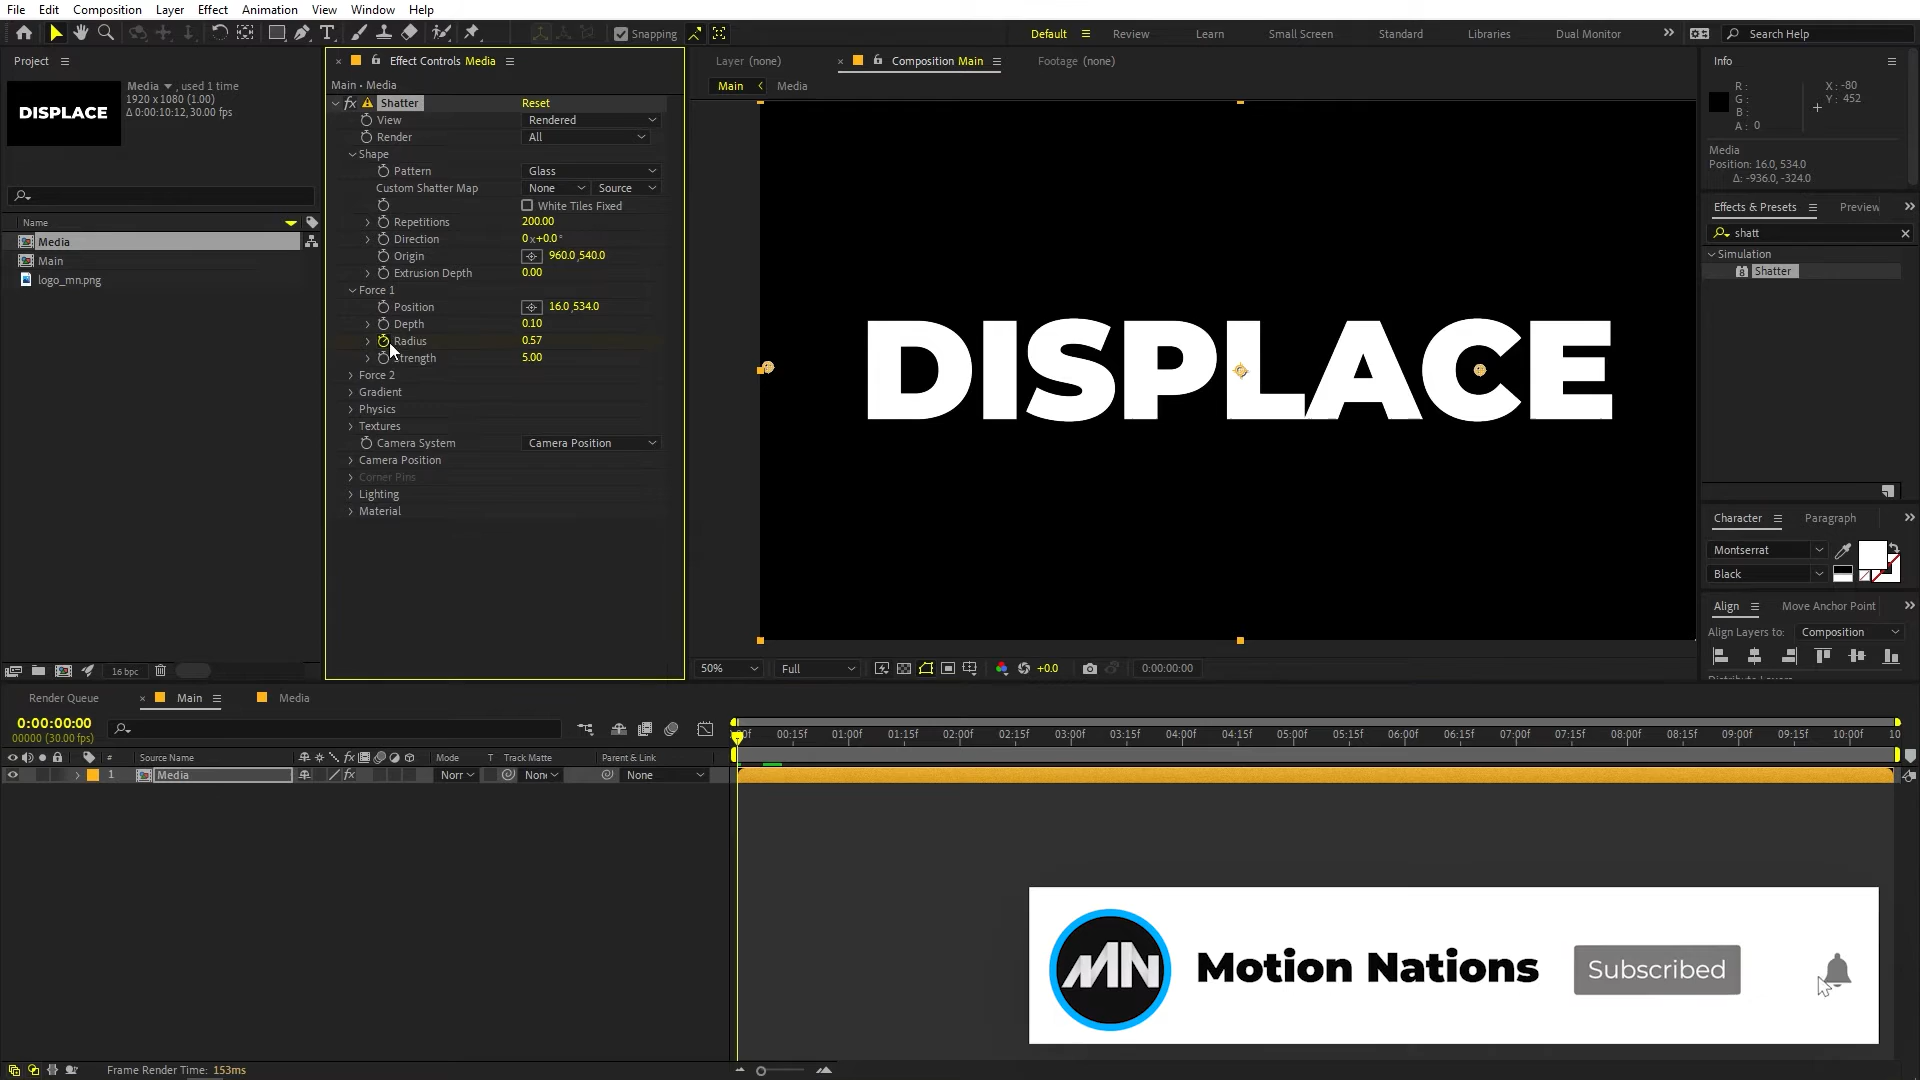 File Edit Composition Layer Effect Animation View Window Help
Snapping
Default Review Learn Small Screen Standard Libraries Dual Monitor
Search Help
Project
DISPLACE
Media , used 1 time
1920 x 1080 (1.00)
Δ 0:00:10:12, 30.00 fps
Name
Media
Main
logo_mn.png
16 bpc
Effect Controls Media
Main • Media
fx Shatter Reset
View Rendered
Render All
Shape
Pattern Glass
Custom Shatter Map None Source
White Tiles Fixed
Repetitions 200.00
Direction 0x+0.0°
Origin 960.0,540.0
Extrusion Depth 0.00
Force 1
Position 16.0,534.0
Depth 0.10
Radius 0.57
Strength 5.00
Force 2
Gradient
Physics
Textures
Camera System Camera Position
Camera Position
Corner Pins
Lighting
Material
Layer (none) Composition Main Footage (none)
Main Media
DISPLACE
50% Full +0.0 0:00:00:00
Info
R:
G:
B:
A: 0
X: -80
Y: 452
Media
Position: 16.0, 534.0
Δ: -936.0, -324.0
Effects & Presets Preview
shatt
Simulation
Shatter
Character Paragraph
Montserrat
Black
Align Move Anchor Point
Align Layers to: Composition
Render Queue Main Media
0:00:00:00
00000 (30.00 fps)
# Source Name fx Mode T Track Matte Parent & Link
1 Media fx Norr None None
00:15f 01:00f 01:15f 02:00f 02:15f 03:00f 03:15f 04:00f 04:15f 05:00f 05:15f 06:00f 06:15f 07:00f 07:15f 08:00f 08:15f 09:00f 09:15f 10:00f 10
MN
Motion Nations
Subscribed
Frame Render Time: 153ms